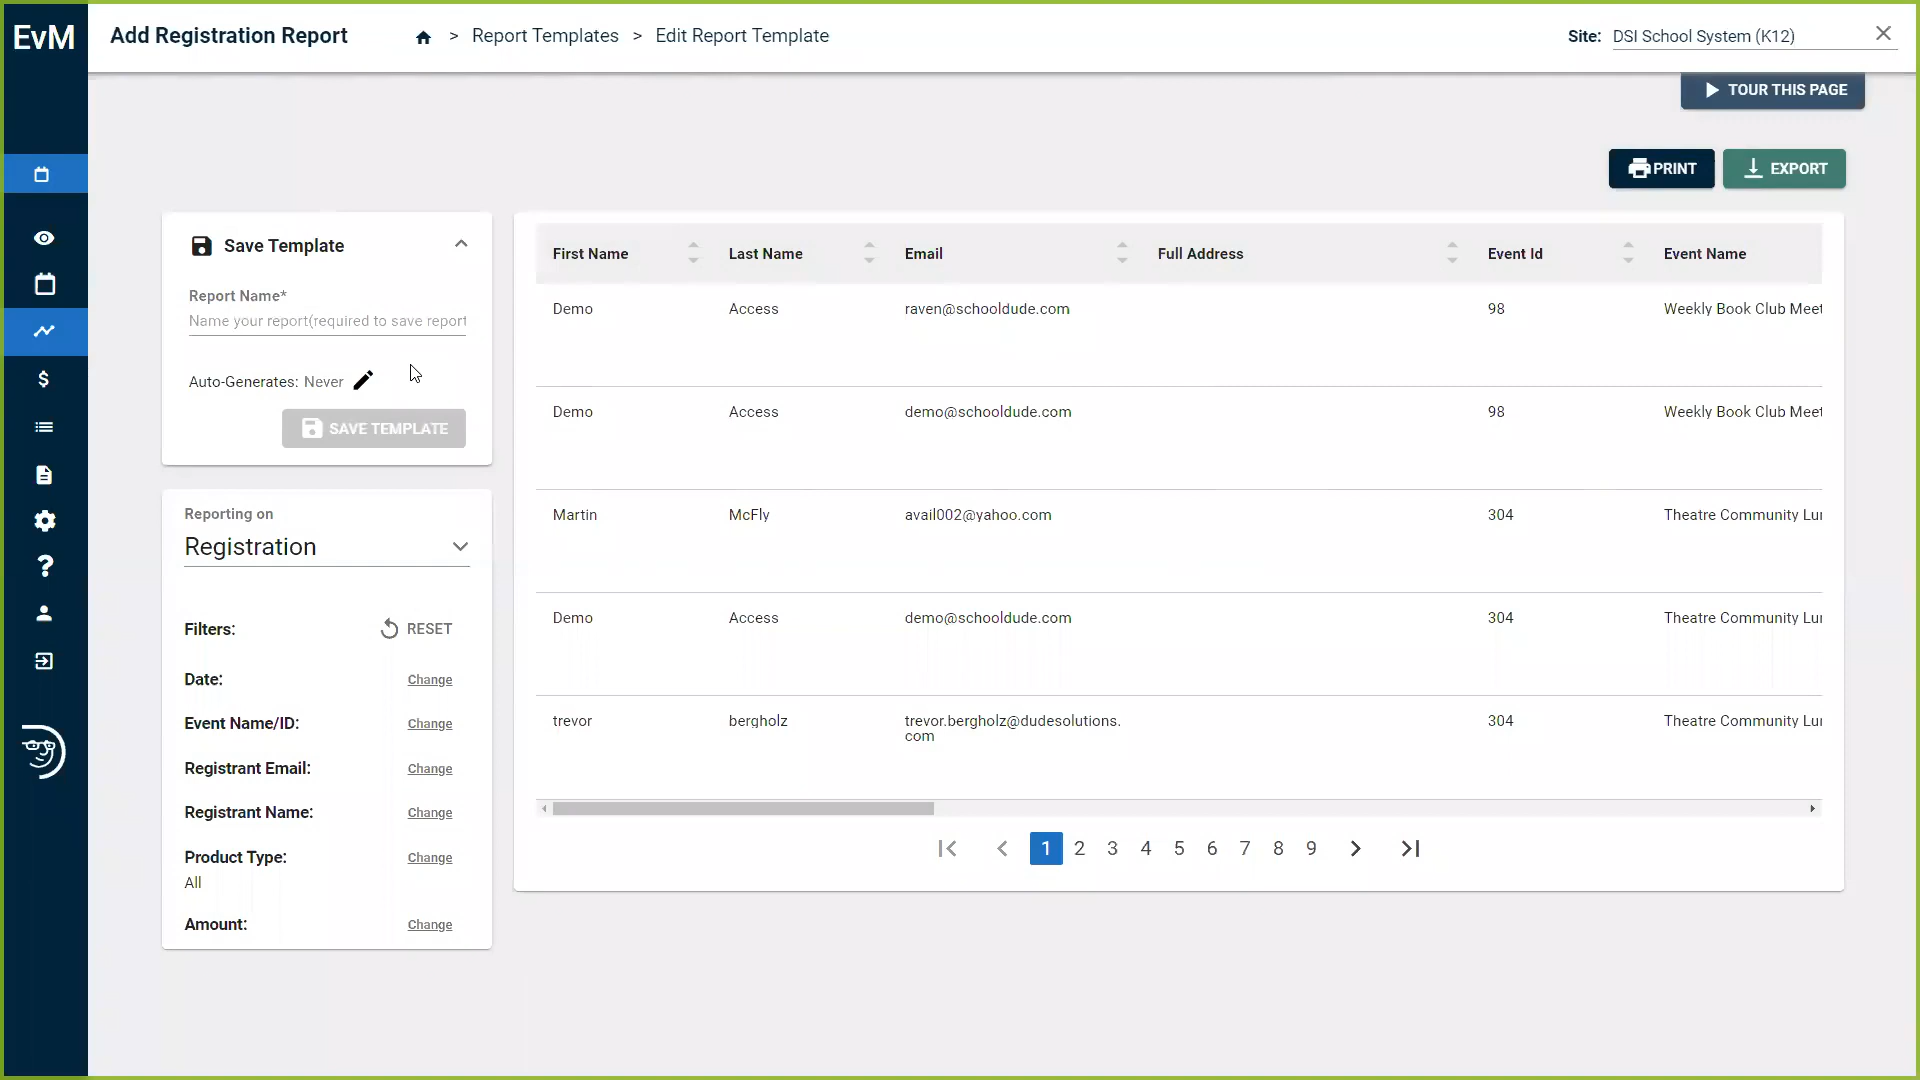 EvM
Add Registration Report
> Report Templates > Edit Report Template
Site: DSI School System (K12)
TOUR THIS PAGE
PRINT
EXPORT
Save Template
Report Name*
Name your report(required to save report
Auto-Generates: Never
SAVE TEMPLATE
Reporting on
Registration
Filters:
RESET
Date:
Change
Event Name/ID:
Change
Registrant Email:
Change
Registrant Name:
Change
Product Type:
Change
All
Amount:
Change
First Name Last Name Email Full Address Event Id Event Name
Demo Access raven@schooldude.com 98 Weekly Book Club Meet
Demo Access demo@schooldude.com 98 Weekly Book Club Meet
Martin McFly avail002@yahoo.com 304 Theatre Community Lu
Demo Access demo@schooldude.com 304 Theatre Community Lu
trevor bergholz trevor.bergholz@dudesolutions. 304 Theatre Community Lu
com
1 2 3 4 5 6 7 8 9